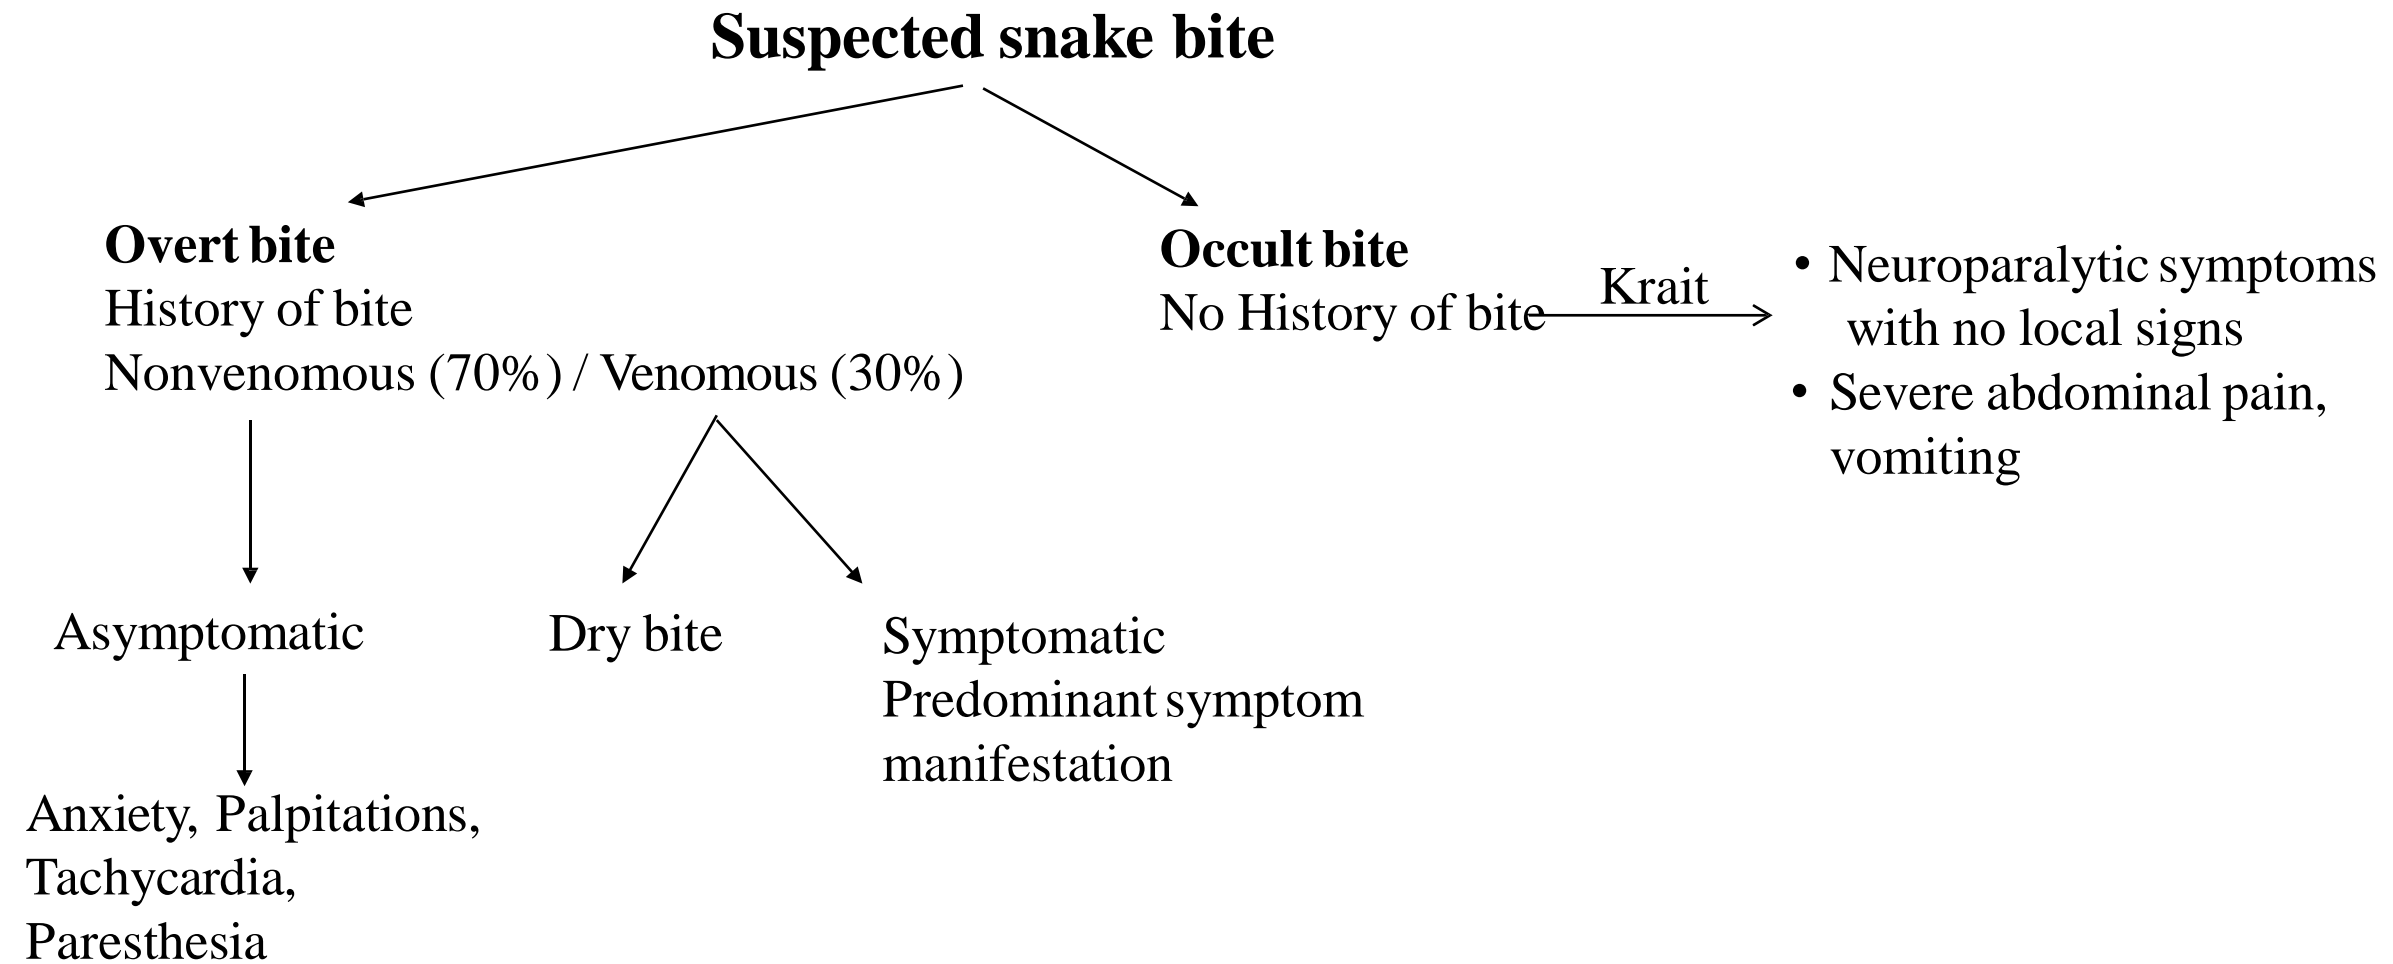 Suspected snake bite
Overt bite
History of bite
Nonvenomous (70%) / Venomous (30%)
Occult bite
No History of bite
Krait
• Neuroparalytic symptoms
with no local signs
• Severe abdominal pain,
vomiting
Asymptomatic
Dry bite
Symptomatic
Predominant symptom
manifestation
Anxiety, Palpitations,
Tachycardia,
Paresthesia